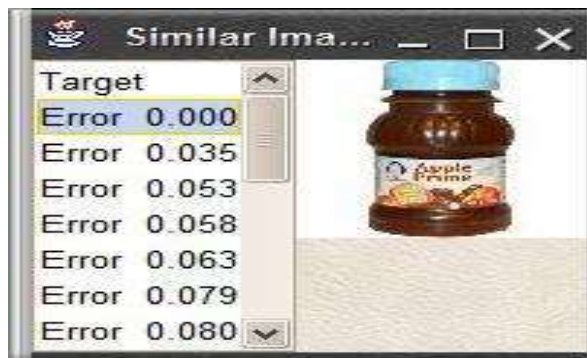 Similar Ima...
Target
Error 0.000
Error 0.035
Error 0.053
Error 0.058
Error 0.063
Error 0.079
Error 0.080
Apple
Prune